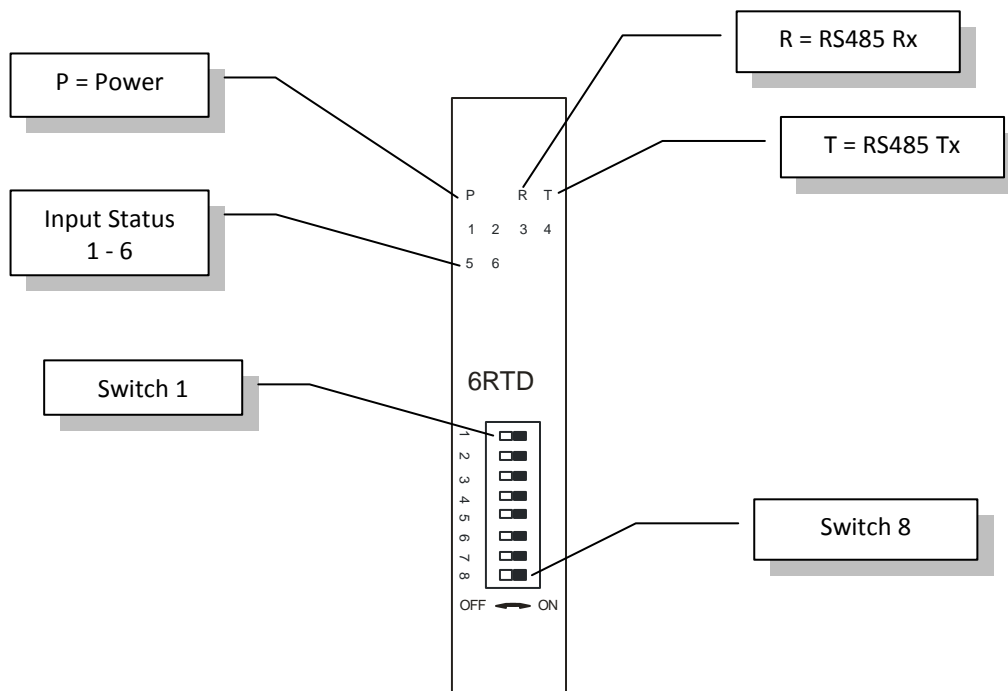 R = RS485 Rx
P = Power
T = RS485 Tx
P R T
Input Status
1 - 6
1 2 3 4
5 6
6RTD
Switch 1
1
2
3
4
5
6
7
8
Switch 8
OFF ON